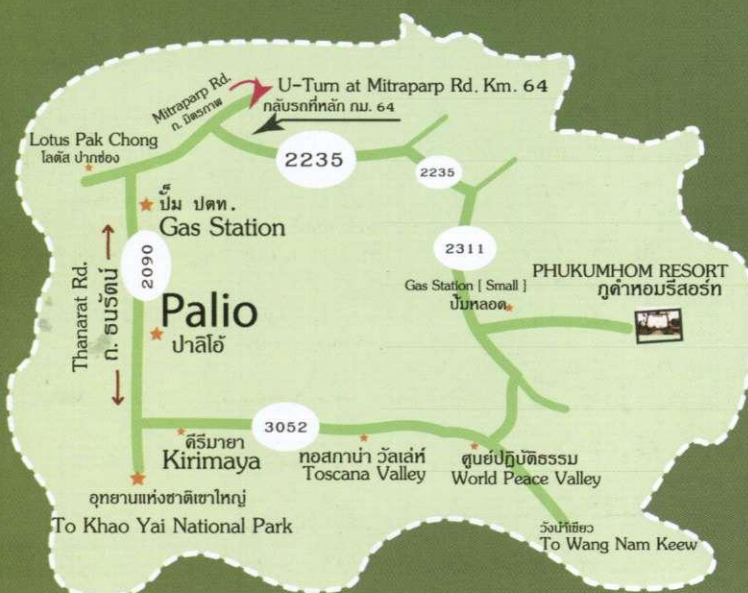 Mitraparp Rd.
ถ. มิตรภาพ
U-Turn at Mitraparp Rd. Km. 64
กลับรถที่หลัก กม. 64
Lotus Pak Chong
โลตัส ปากช่อง
2235
2235
ปั๊ม ปตท.
Gas Station
2090
2311
Thanarat Rd.
ถ. ธนรัตน์
Gas Station [ Small ]
ปั๊มหลอด
PHUKUMHOM RESORT
ภูคำหอมรีสอร์ท
Palio
ปาลิโอ้
3052
คีรีมายา
Kirimaya
ทอสกาน่า วัลเล่ห์
Toscana Valley
ศูนย์ปฏิบัติธรรม
World Peace Valley
อุทยานแห่งชาติเขาใหญ่
To Khao Yai National Park
วังน้ำเขียว
To Wang Nam Keew